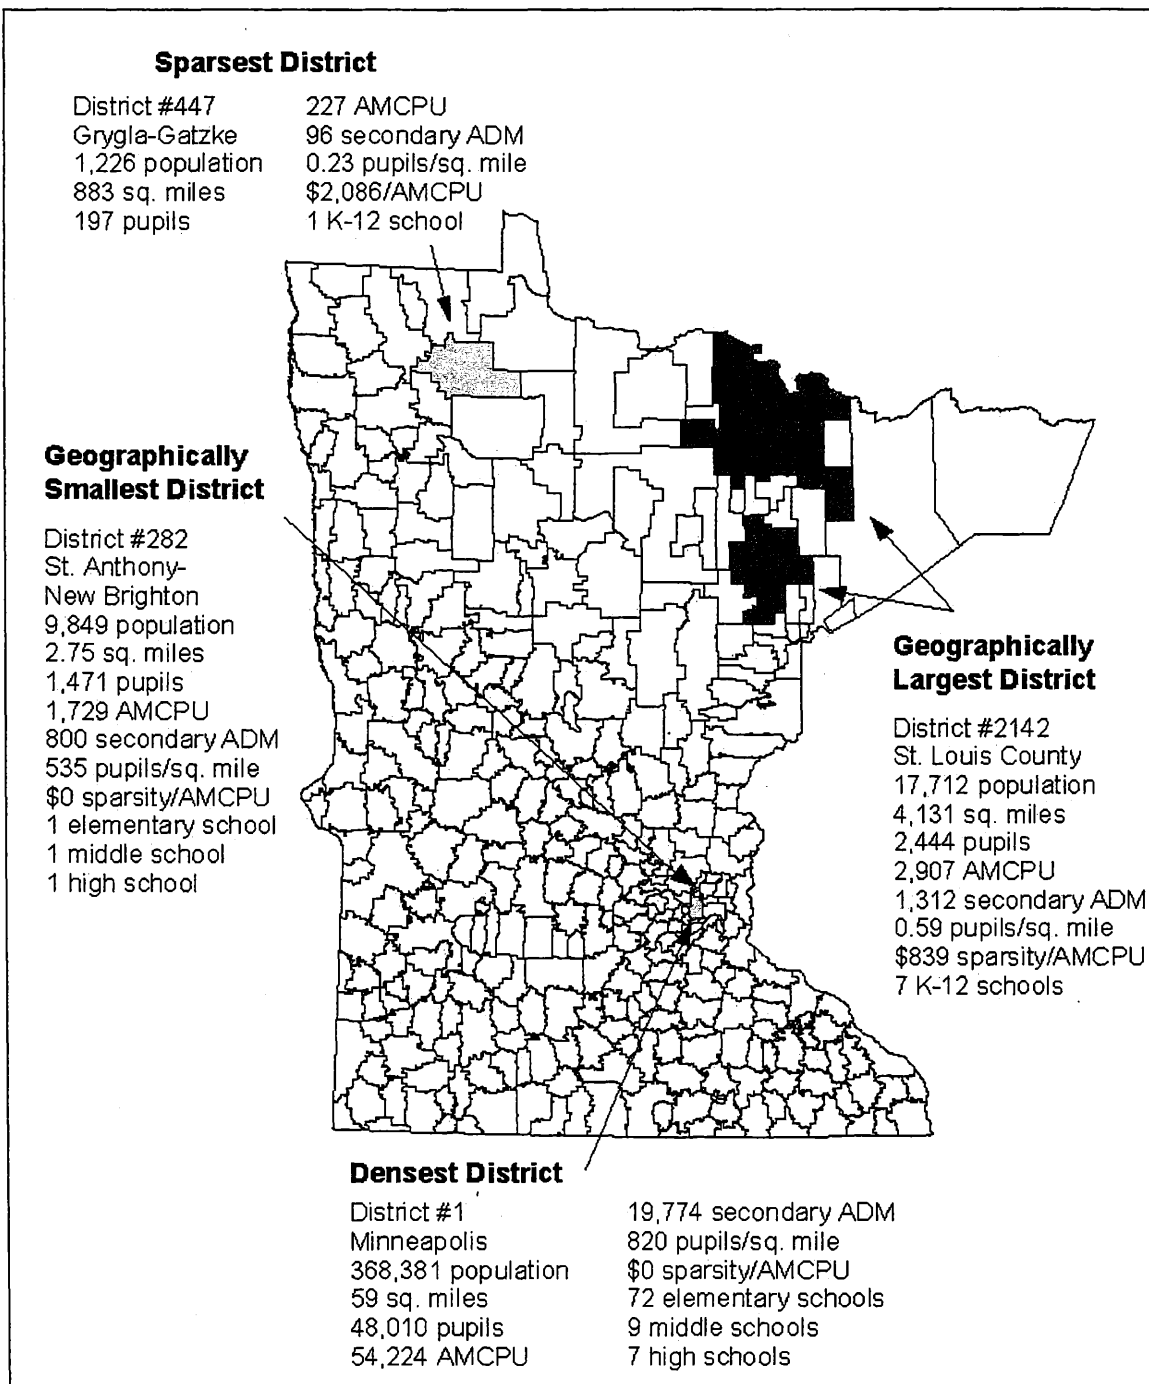 Sparsest District
District #447
Grygla-Gatzke
1,226 population
883 sq. miles
197 pupils
227 AMCPU
96 secondary ADM
0.23 pupils/sq. mile
$2,086/AMCPU
1 K-12 school
Geographically
Smallest District
District #282
St. Anthony-
New Brighton
9,849 population
2.75 sq. miles
1,471 pupils
1,729 AMCPU
800 secondary ADM
535 pupils/sq. mile
$0 sparsity/AMCPU
1 elementary school
1 middle school
1 high school
Geographically
Largest District
District #2142
St. Louis County
17,712 population
4,131 sq. miles
2,444 pupils
2,907 AMCPU
1,312 secondary ADM
0.59 pupils/sq. mile
$839 sparsity/AMCPU
7 K-12 schools
Densest District
District #1
Minneapolis
368,381 population
59 sq. miles
48,010 pupils
54,224 AMCPU
19,774 secondary ADM
820 pupils/sq. mile
$0 sparsity/AMCPU
72 elementary schools
9 middle schools
7 high schools